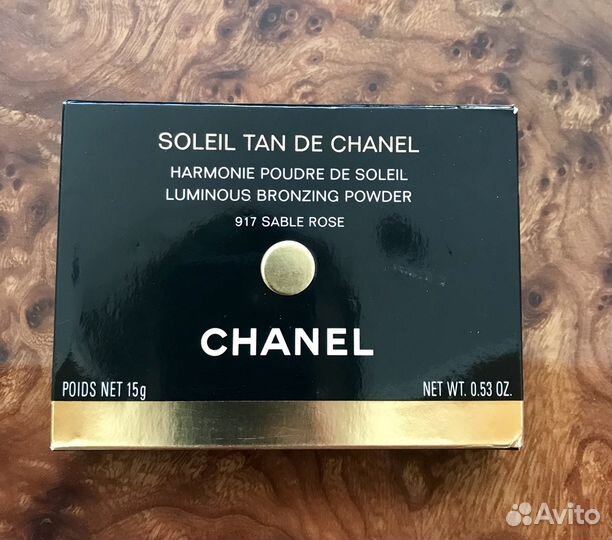 SOLEIL TAN DE CHANEL
HARMONIE POUDRE DE SOLEIL
LUMINOUS BRONZING POWDER
917 SABLE ROSE
CHANEL
POIDS NET 15g NET WT. 0.53 OZ.
Avito